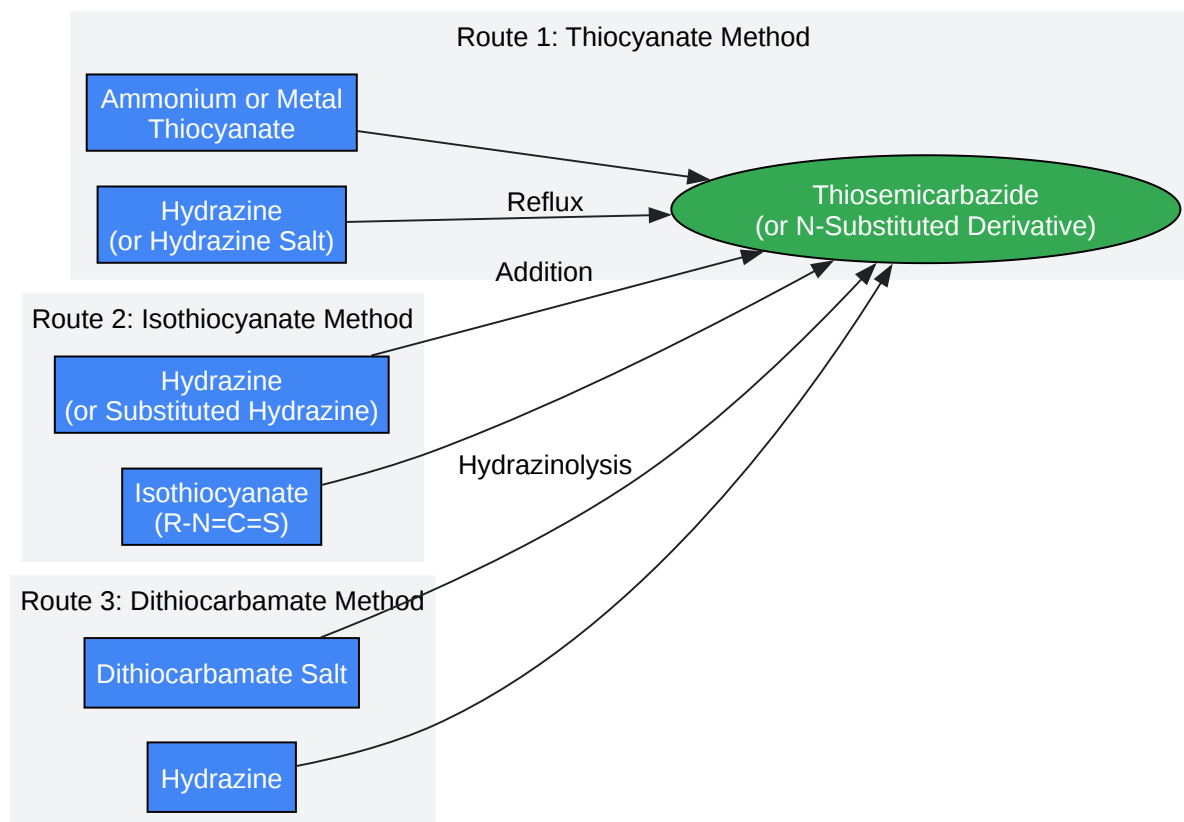 Route 1: Thiocyanate Method
Ammonium or Metal
Thiocyanate
Hydrazine
(or Hydrazine Salt)
Reflux
Thiosemicarbazide
(or N-Substituted Derivative)
Addition
Route 2: Isothiocyanate Method
Hydrazine
(or Substituted Hydrazine)
Isothiocyanate
(R-N=C=S)
Hydrazinolysis
Route 3: Dithiocarbamate Method
Dithiocarbamate Salt
Hydrazine